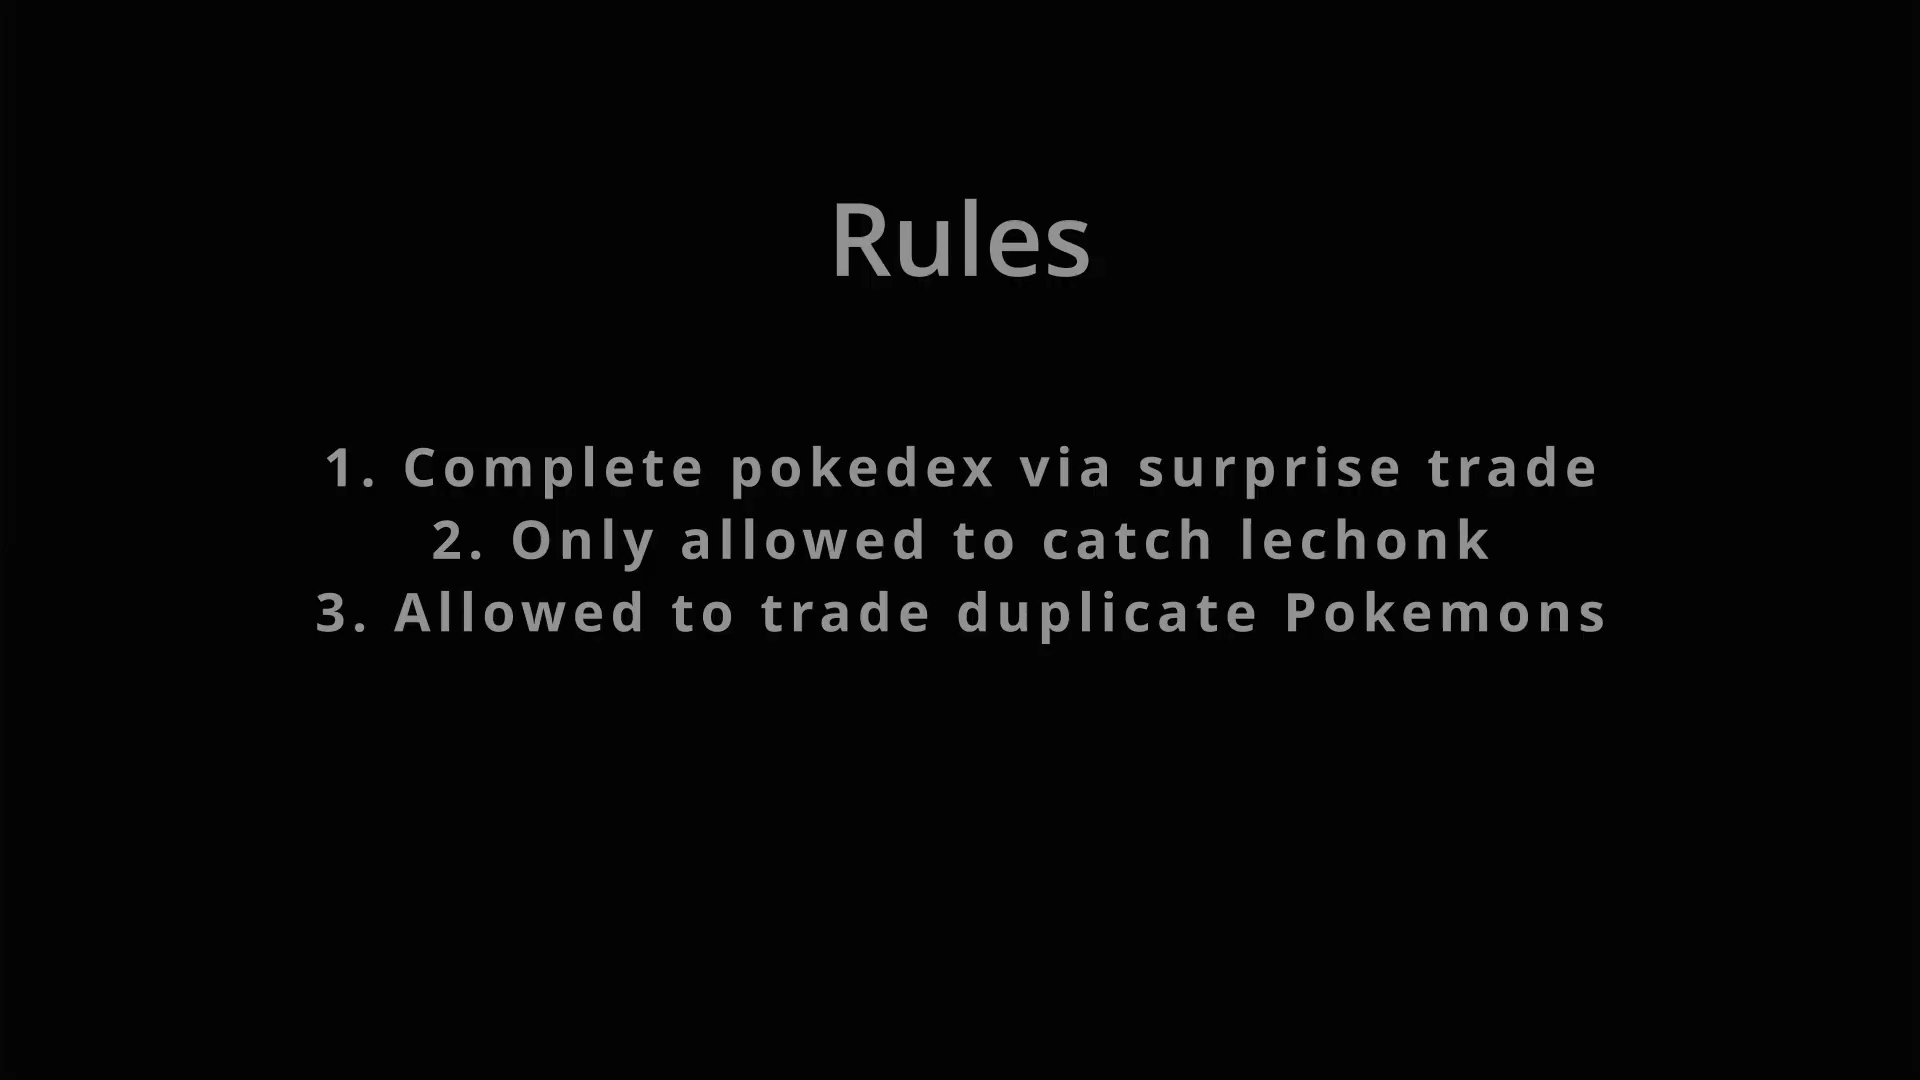 Rules
1. Complete pokedex via surprise trade
2. Only allowed to catch lechonk
3. Allowed to trade duplicate Pokemons